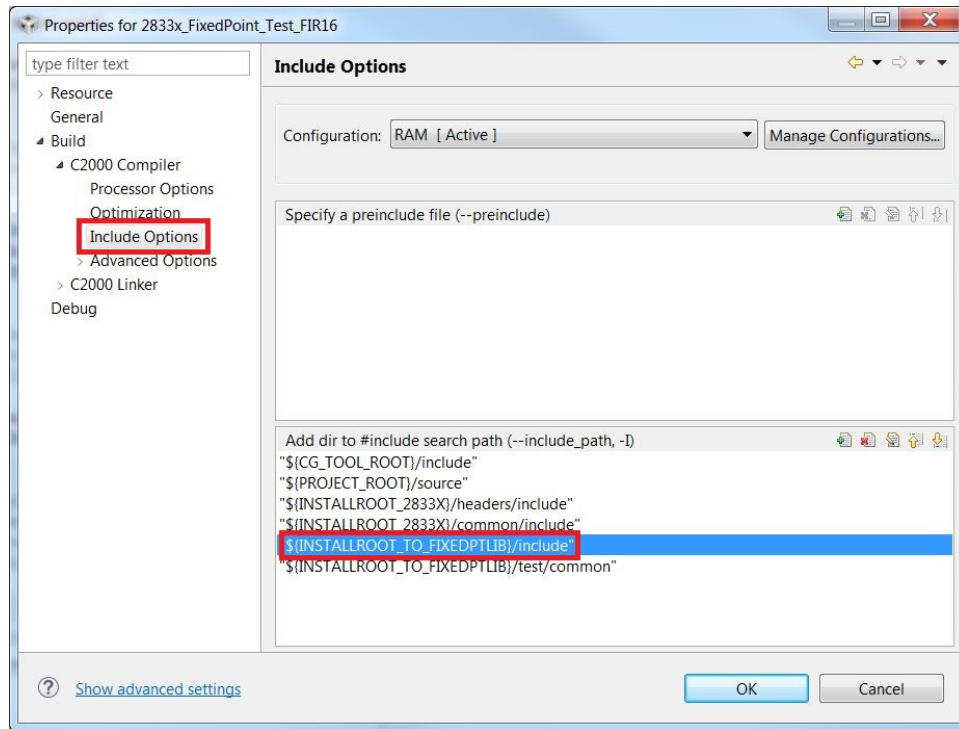 Properties for 2833x_FixedPoint_Test_FIR16
type filter text
Resource
General
Build
C2000 Compiler
Processor Options
Optimization
Include Options
Advanced Options
C2000 Linker
Debug
Include Options
Configuration: RAM [ Active ] Manage Configurations...
Specify a preinclude file (--preinclude)
Add dir to #include search path (--include_path, -I)
"${CG_TOOL_ROOT}/include"
"${PROJECT_ROOT}/source"
"${INSTALLROOT_2833X}/headers/include"
"${INSTALLROOT_2833X}/common/include"
"${INSTALLROOT_TO_FIXEDPTLIB}/include"
"${INSTALLROOT_TO_FIXEDPTLIB}/test/common"
Show advanced settings
OK Cancel